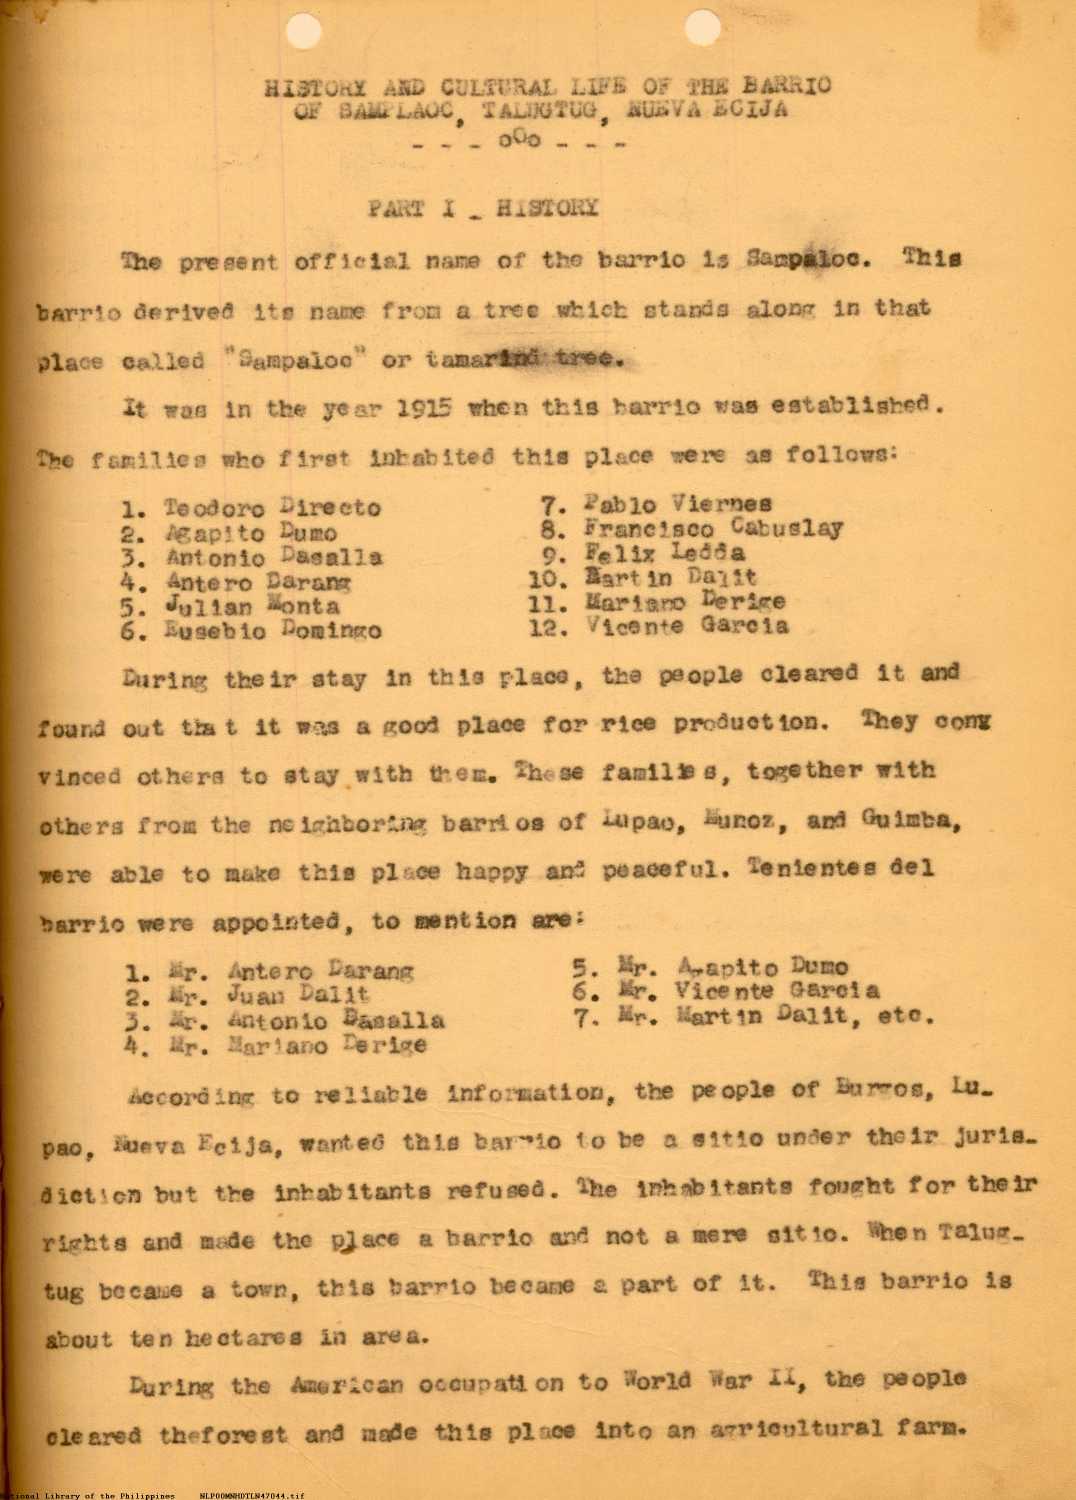 HISTORY AND CULTURAL LIFE OF THE BARRIO
OF SAMPLAOC, TALUGTUG, NUEVA ECIJA
- - - oOo - - -
PART I - HISTORY
The present official name of the barrio is Sampaloc. This
barrio derived its name from a tree which stands along in that
place called "Sampaloc" or tamarind tree.
It was in the year 1915 when this barrio was established.
The families who first inhabited this place were as follows:
1. Teodoro Directo 7. Pablo Viernes
2. Agapito Dumo 8. Francisco Cabuslay
3. Antonio Dasalla 9. Felix Ledda
4. Antero Darang 10. Martin Dalit
5. Julian Monta 11. Mariano Derige
6. Eusebio Domingo 12. Vicente Garcia
During their stay in this place, the people cleared it and
found out that it was a good place for rice production. They con
vinced others to stay with them. These families, together with
others from the neighboring barrios of Lupao, Munoz, and Guimba,
were able to make this place happy and peaceful. Tenientes del
barrio were appointed, to mention are:
1. Mr. Antero Darang 5. Mr. Agapito Dumo
2. Mr. Juan Dalit 6. Mr. Vicente Garcia
3. Mr. Antonio Dasalla 7. Mr. Martin Dalit, etc.
4. Mr. Mariano Derige
According to reliable information, the people of Burgos, Lu-
pao, Nueva Ecija, wanted this barrio to be a sitio under their juris-
diction but the inhabitants refused. The inhabitants fought for their
rights and made the place a barrio and not a mere sitio. When Talug-
tug became a town, this barrio became a part of it. This barrio is
about ten hectares in area.
During the American occupation to World War II, the people
cleared theforest and made this place into an agricultural farm.
National Library of the Philippines NLPOOMNHDTLN47044.tif